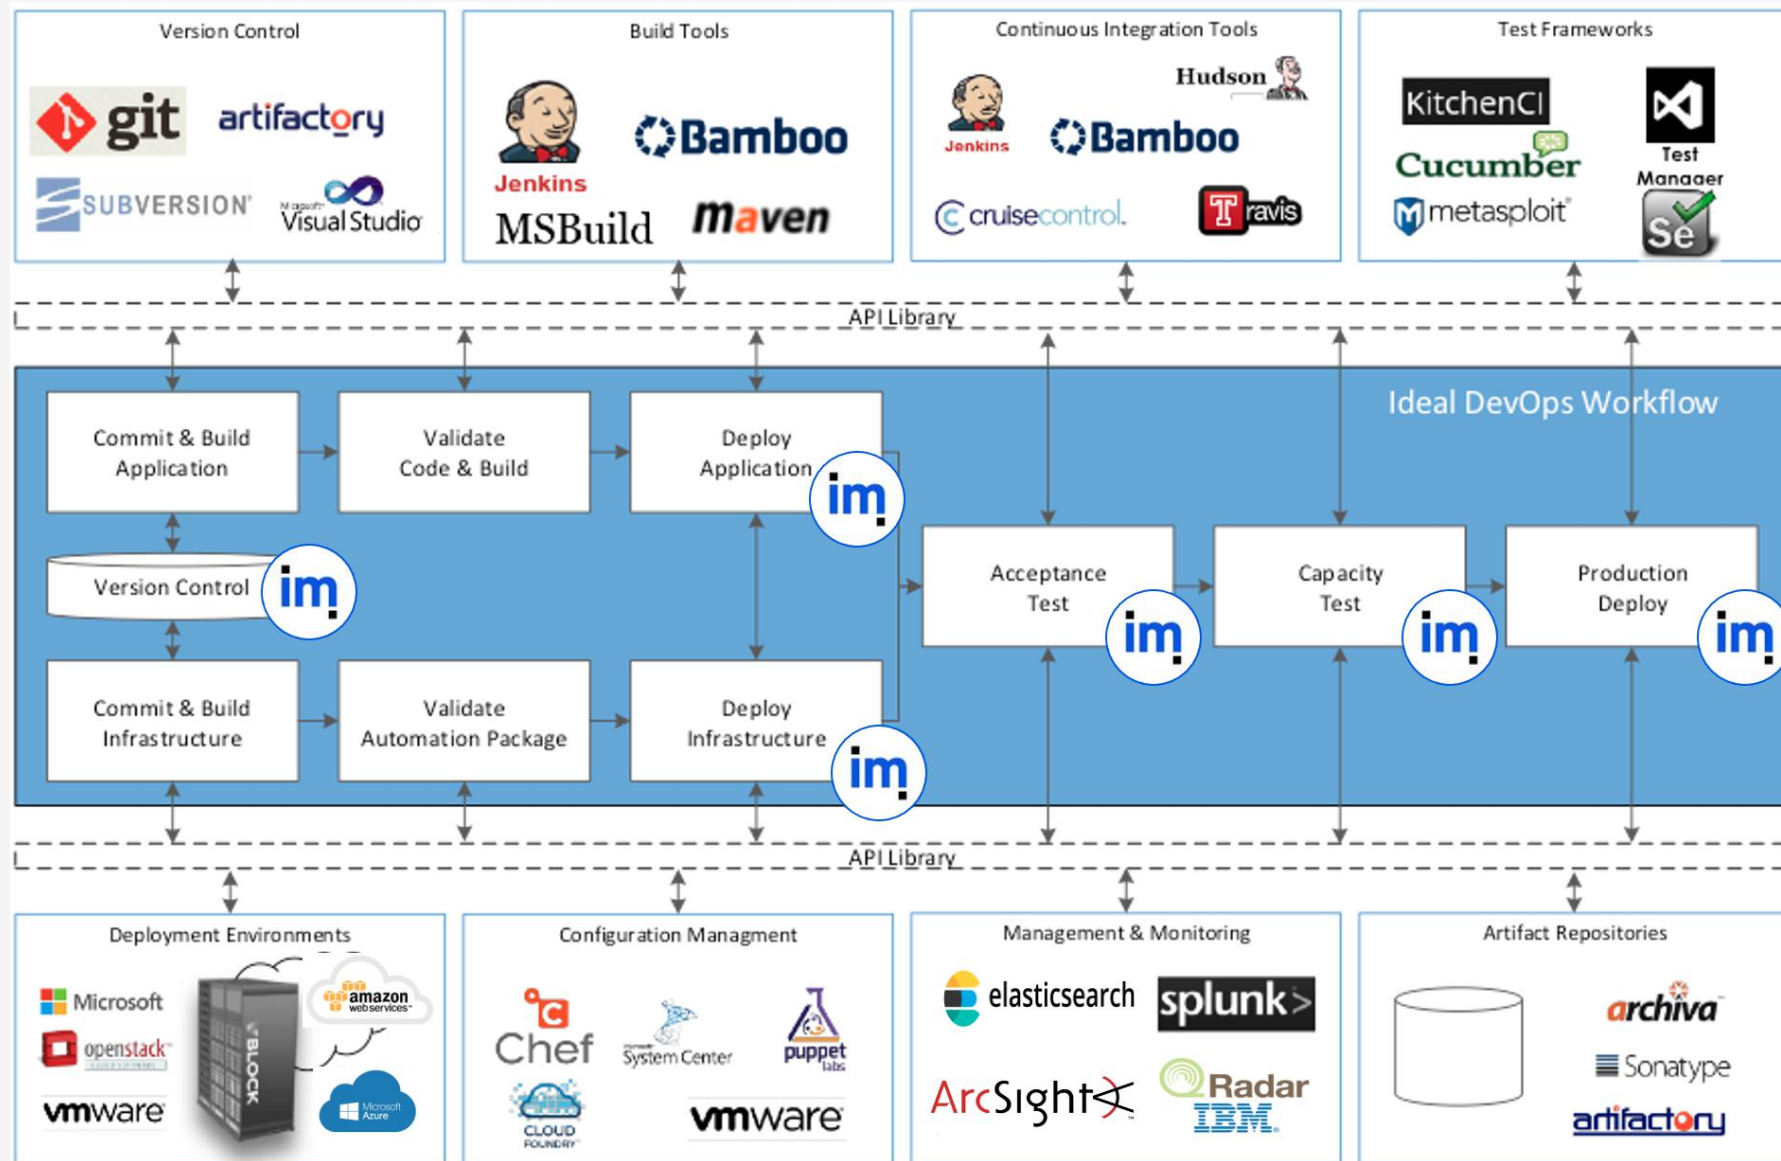 Version Control
git
artifactory
SUBVERSION
Microsoft
Visual Studio
Build Tools
Jenkins
Bamboo
MSBuild
maven
Continuous Integration Tools
Hudson
Jenkins
Bamboo
cruisecontrol.
Travis
Test Frameworks
KitchenCI
Cucumber
metasploit
Test
Manager
Se
API Library
Ideal DevOps Workflow
Commit & Build
Application
Validate
Code & Build
Deploy
Application
im
Version Control
im
Acceptance
Test
im
Capacity
Test
im
Production
Deploy
im
Commit & Build
Infrastructure
Validate
Automation Package
Deploy
Infrastructure
im
API Library
Deployment Environments
Microsoft
openstack
vmware
VBLOCK
amazon
webservices
Microsoft
Azure
Configuration Managment
Chef
System Center
puppet
labs
CLOUD
FOUNDRY
vmware
Management & Monitoring
elasticsearch
splunk>
ArcSight
QRadar
IBM
Artifact Repositories
archiva
Sonatype
artifactory